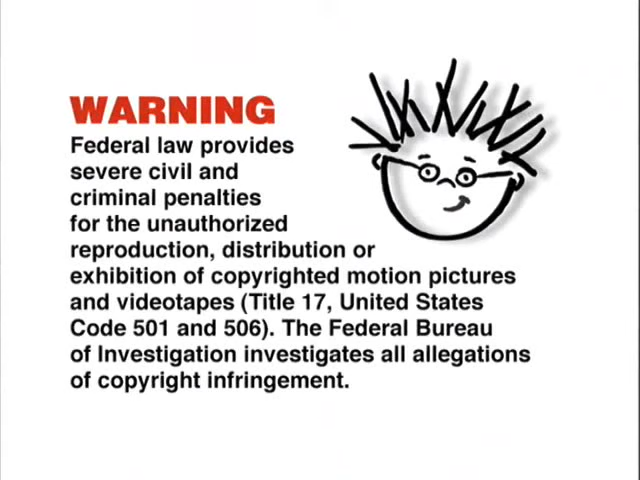 WARNING
Federal law provides
severe civil and
criminal penalties
for the unauthorized
reproduction, distribution or
exhibition of copyrighted motion pictures
and videotapes (Title 17, United States
Code 501 and 506). The Federal Bureau
of Investigation investigates all allegations
of copyright infringement.